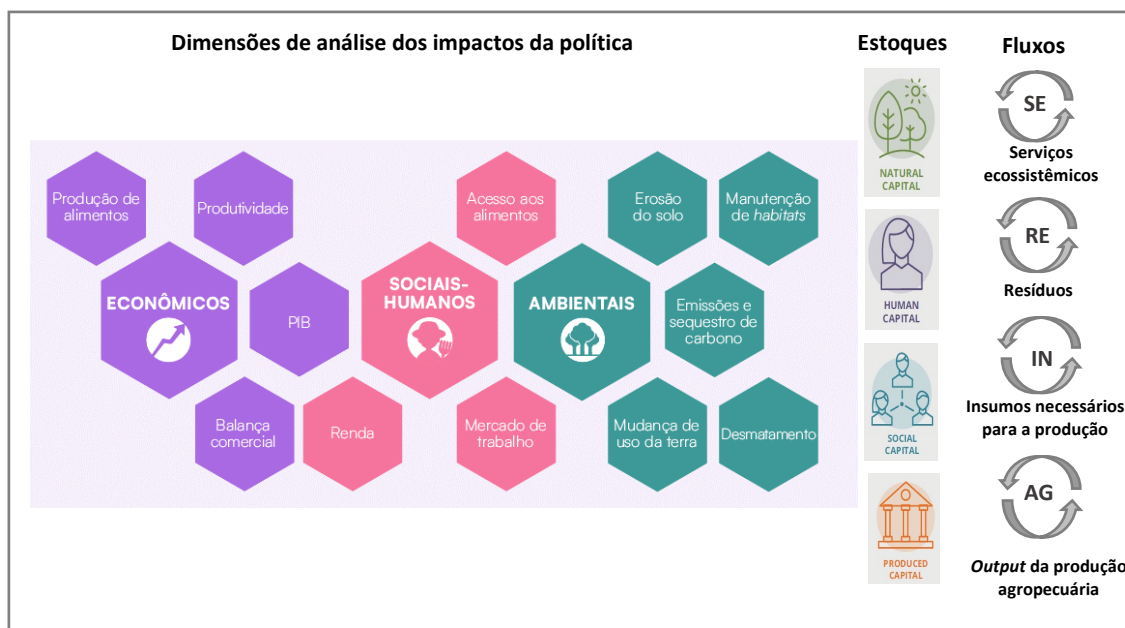 Dimensões de análise dos impactos da política
Produção de
alimentos
Produtividade
ECONÔMICOS
PIB
Balança
comercial
Acesso aos
alimentos
SOCIAIS-
HUMANOS
Renda
Mercado de
trabalho
Erosão
do solo
Manutenção
de habitats
AMBIENTAIS
Emissões e
sequestro de
carbono
Mudança de
uso da terra
Desmatamento
Estoques
NATURAL
CAPITAL
HUMAN
CAPITAL
SOCIAL
CAPITAL
PRODUCED
CAPITAL
Fluxos
SE
Serviços
ecossistêmicos
RE
Resíduos
IN
Insumos necessários
para a produção
AG
Output da produção
agropecuária